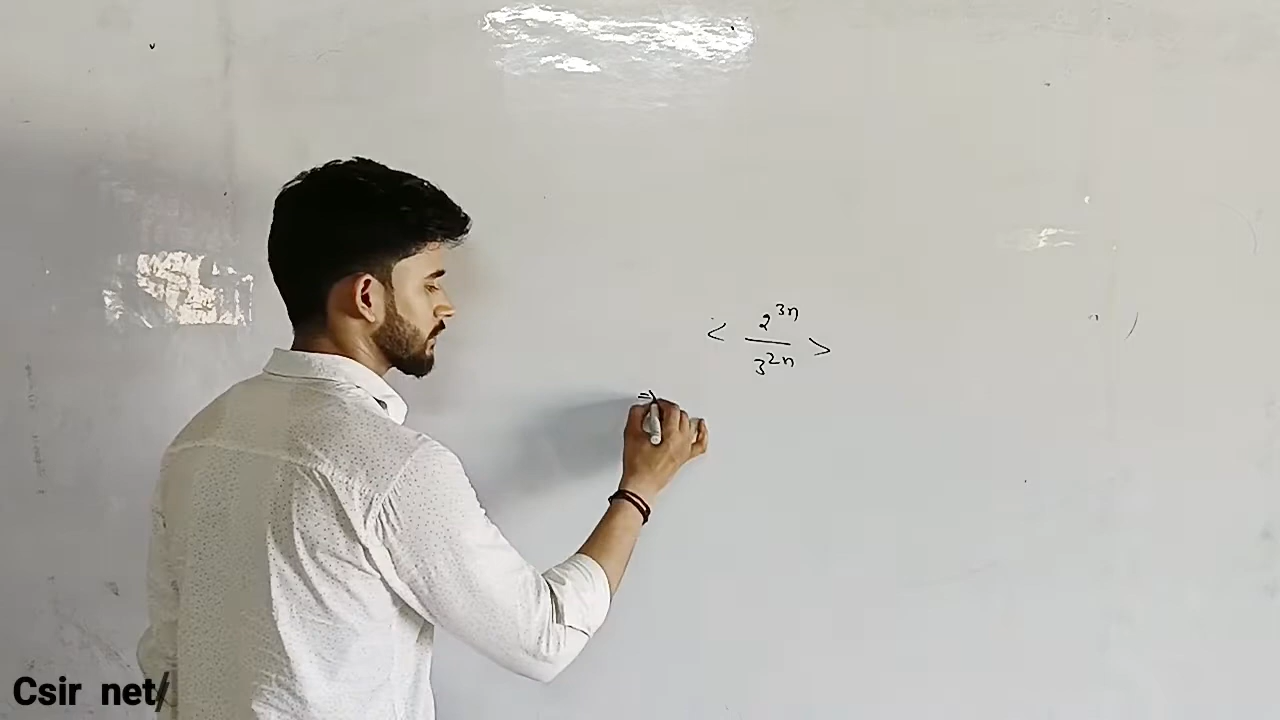 < 2^3n / 3^2n >
=>
Csir net/